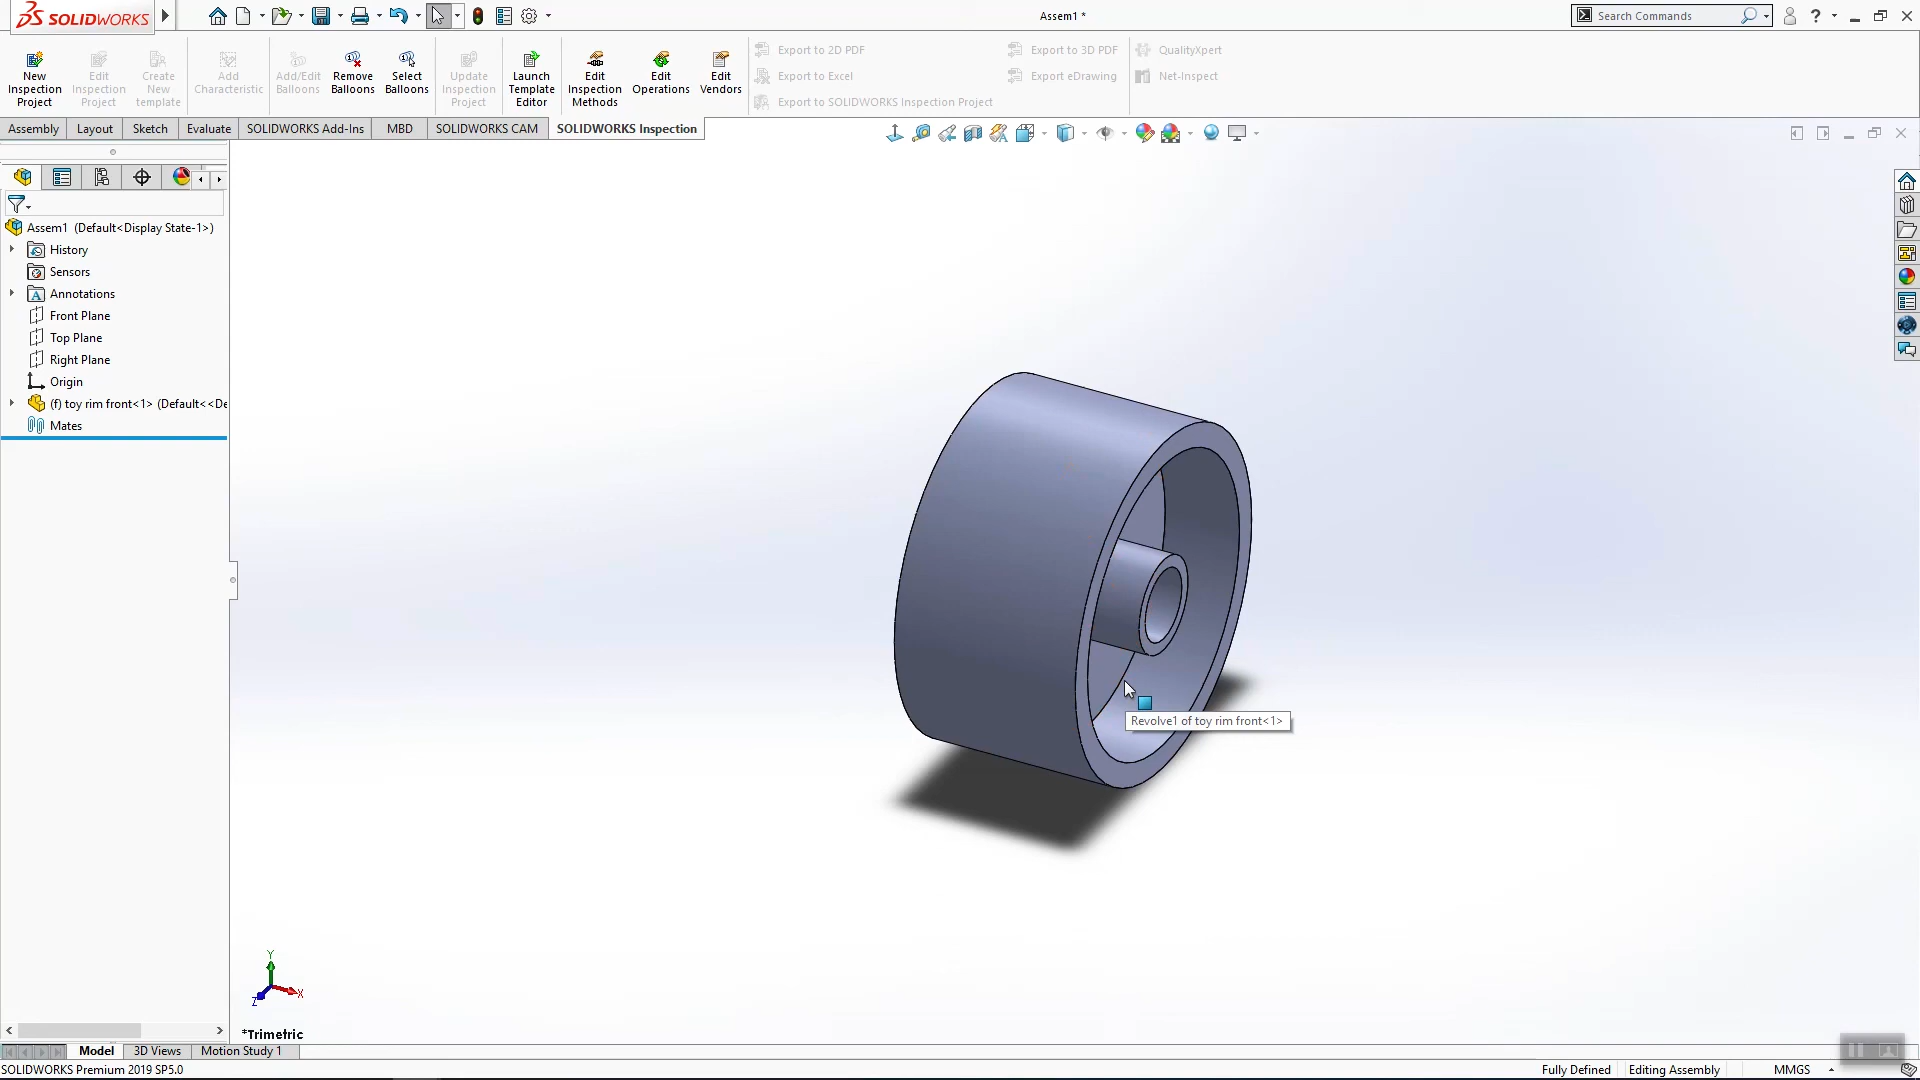 SOLIDWORKS
Assem1 *
Search Commands
?
New Inspection Project
Edit Inspection Project
Create New template
Add Characteristic
Add/Edit Balloons
Remove Balloons
Select Balloons
Update Inspection Project
Launch Template Editor
Edit Inspection Methods
Edit Operations
Edit Vendors
Export to 2D PDF
Export to Excel
Export to SOLIDWORKS Inspection Project
Export to 3D PDF
Export eDrawing
QualityXpert
Net-Inspect
Assembly
Layout
Sketch
Evaluate
SOLIDWORKS Add-Ins
MBD
SOLIDWORKS CAM
SOLIDWORKS Inspection
Assem1 (Default<Display State-1>)
History
Sensors
Annotations
Front Plane
Top Plane
Right Plane
Origin
(f) toy rim front<1> (Default<<De
Mates
Revolve1 of toy rim front<1>
Y
X
Z
*Trimetric
Model
3D Views
Motion Study 1
SOLIDWORKS Premium 2019 SP5.0
Fully Defined
Editing Assembly
MMGS